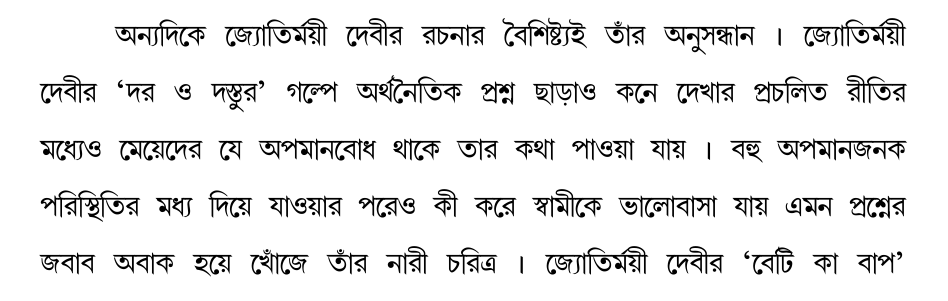 অন্যদিকে জ্যোতির্ময়ী দেবীর রচনার বৈশিষ্ট্যই তাঁর অনুসন্ধান । জ্যোতির্ময়ী
দেবীর ‘দর ও দস্তুর’ গল্পে অর্থনৈতিক প্রশ্ন ছাড়াও কনে দেখার প্রচলিত রীতির
মধ্যেও মেয়েদের যে অপমানবোধ থাকে তার কথা পাওয়া যায় । বহু অপমানজনক
পরিস্থিতির মধ্য দিয়ে যাওয়ার পরেও কী করে স্বামীকে ভালোবাসা যায় এমন প্রশ্নের
জবাব অবাক হয়ে খোঁজে তাঁর নারী চরিত্র । জ্যোতির্ময়ী দেবীর ‘বেটি কা বাপ’